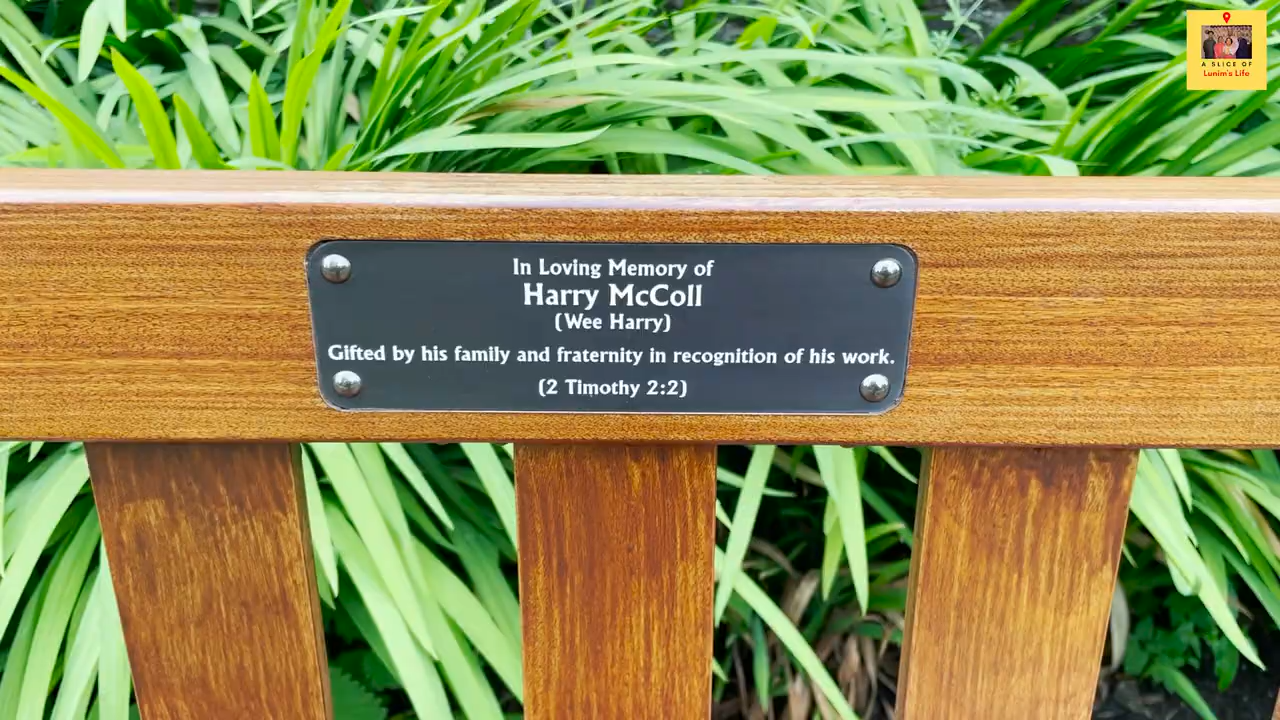 In Loving Memory of
Harry McColl
(Wee Harry)
Gifted by his family and fraternity in recognition of his work.
(2 Timothy 2:2)
A SLICE OF
Lunim's Life